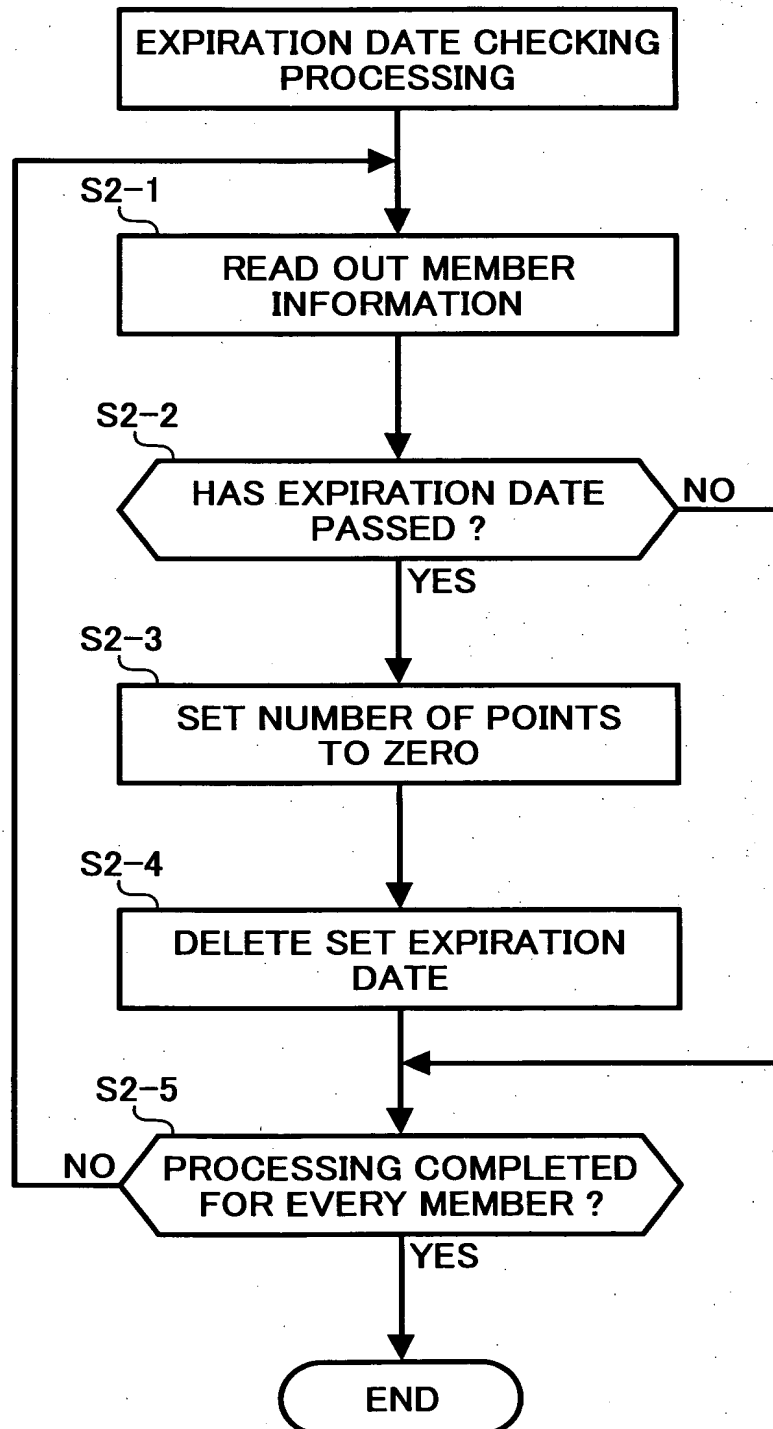 EXPIRATION DATE CHECKING
PROCESSING
S2-1
READ OUT MEMBER
INFORMATION
S2-2
HAS EXPIRATION DATE
PASSED ?
NO
YES
S2-3
SET NUMBER OF POINTS
TO ZERO
S2-4
DELETE SET EXPIRATION
DATE
S2-5
NO
PROCESSING COMPLETED
FOR EVERY MEMBER ?
YES
END